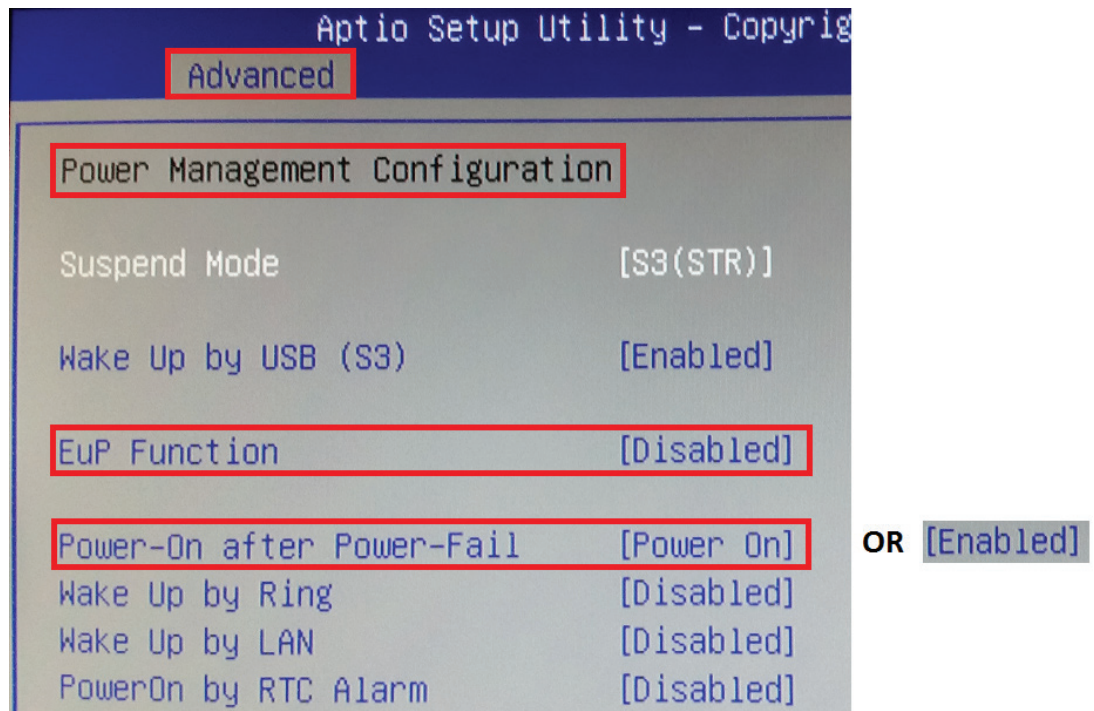 Aptio Setup Utility - Copyrig
Advanced
Power Management Configuration
Suspend Mode [S3(STR)]
Wake Up by USB (S3) [Enabled]
EuP Function [Disabled]
Power-On after Power-Fail [Power On] OR [Enabled]
Wake Up by Ring [Disabled]
Wake Up by LAN [Disabled]
PowerOn by RTC Alarm [Disabled]